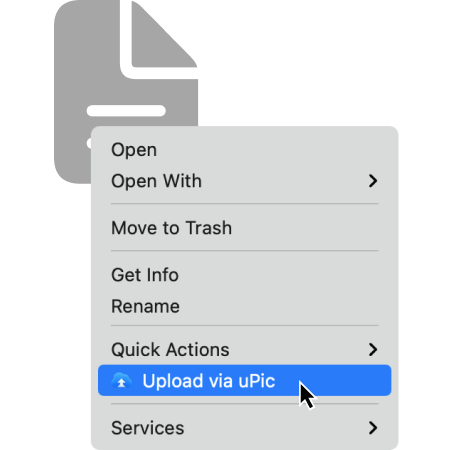 Open
Open With
Move to Trash
Get Info
Rename
Quick Actions
Upload via uPic
Services